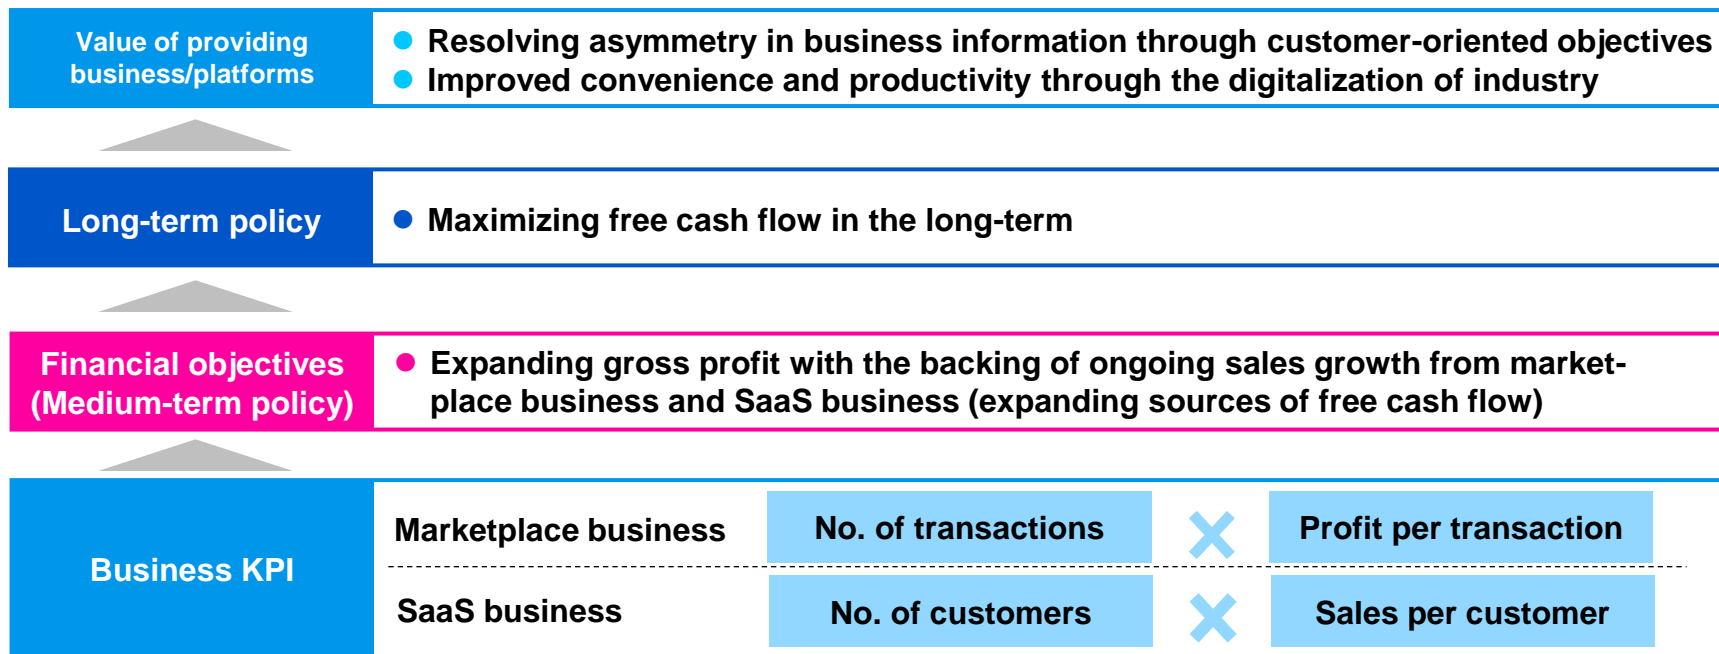 Value of providing
business/platforms
● Resolving asymmetry in business information through customer-oriented objectives
● Improved convenience and productivity through the digitalization of industry
Long-term policy
● Maximizing free cash flow in the long-term
Financial objectives
(Medium-term policy)
● Expanding gross profit with the backing of ongoing sales growth from market-
place business and SaaS business (expanding sources of free cash flow)
Business KPI
Marketplace business No. of transactions × Profit per transaction
SaaS business No. of customers × Sales per customer